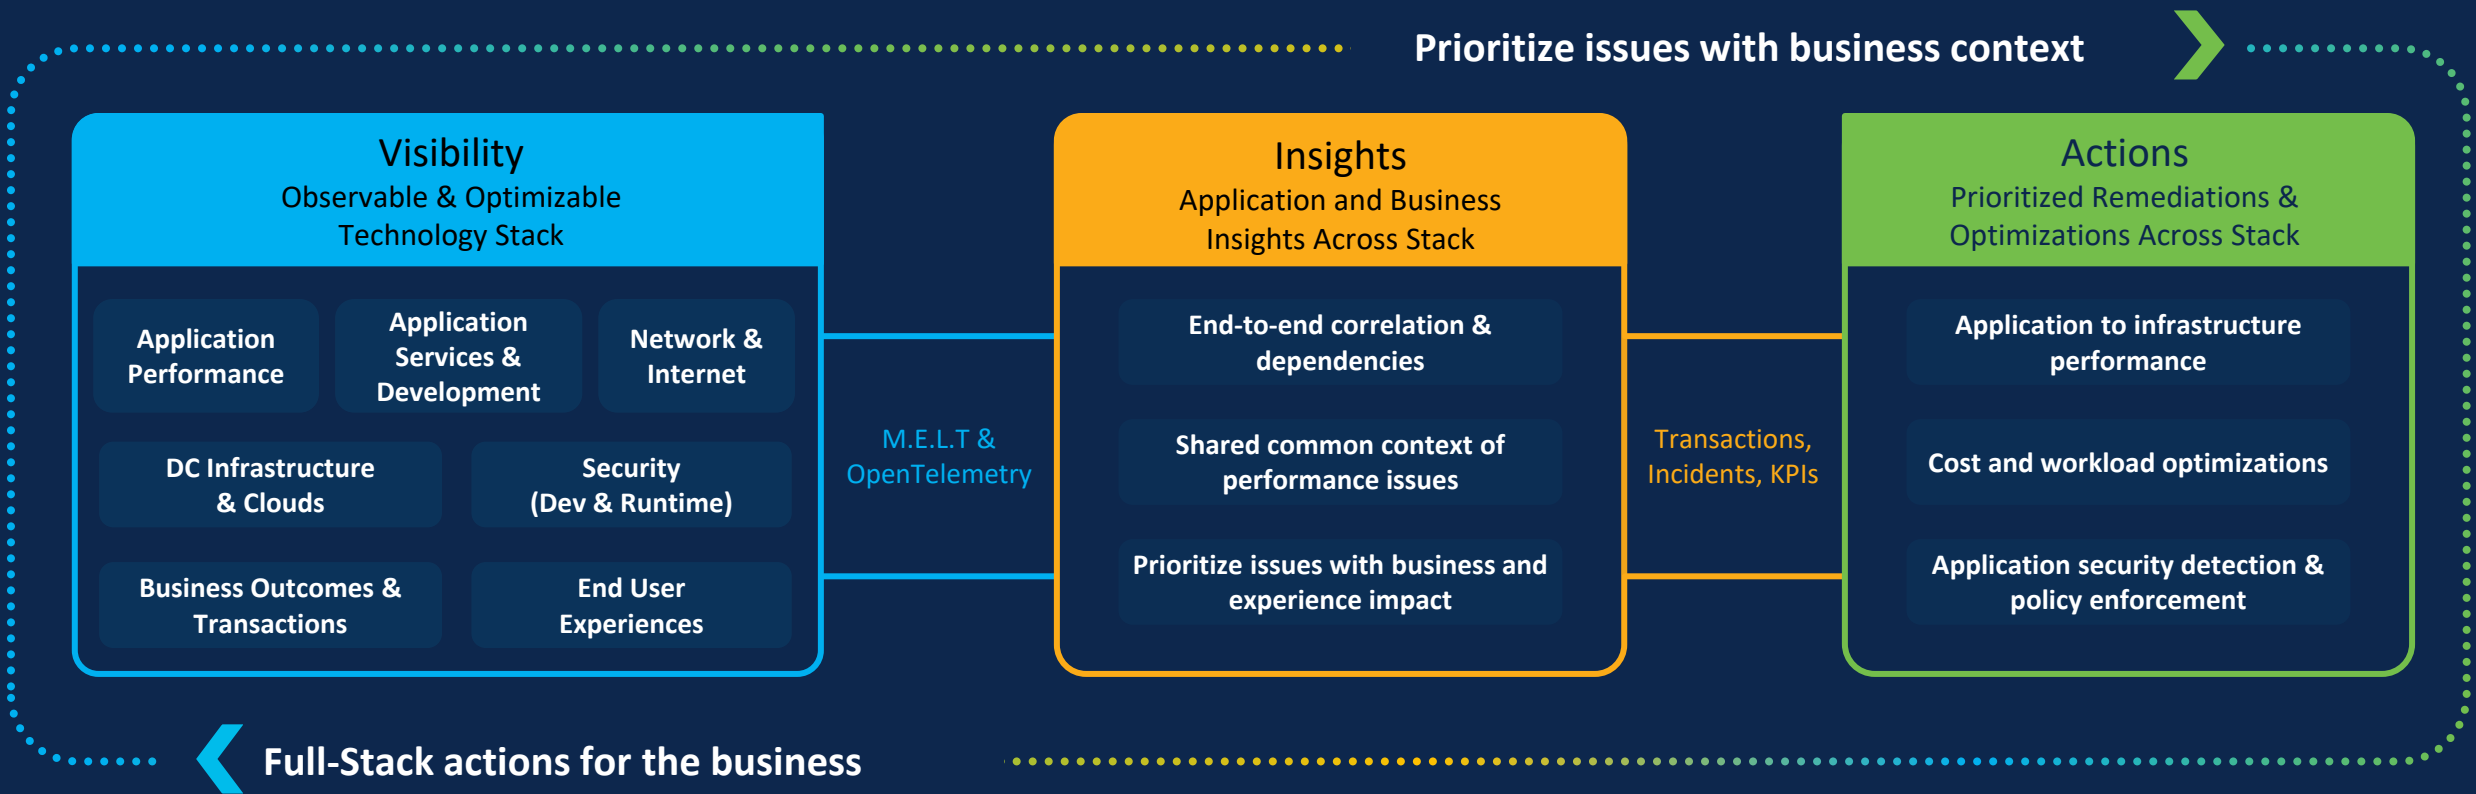 Prioritize issues with business context
Visibility
Observable & Optimizable
Technology Stack
Application
Performance
Application
Services &
Development
Network &
Internet
DC Infrastructure
& Clouds
Security
(Dev & Runtime)
Business Outcomes &
Transactions
End User
Experiences
M.E.L.T &
OpenTelemetry
Insights
Application and Business
Insights Across Stack
End-to-end correlation &
dependencies
Shared common context of
performance issues
Prioritize issues with business and
experience impact
Transactions,
Incidents, KPIs
Actions
Prioritized Remediations &
Optimizations Across Stack
Application to infrastructure
performance
Cost and workload optimizations
Application security detection &
policy enforcement
Full-Stack actions for the business